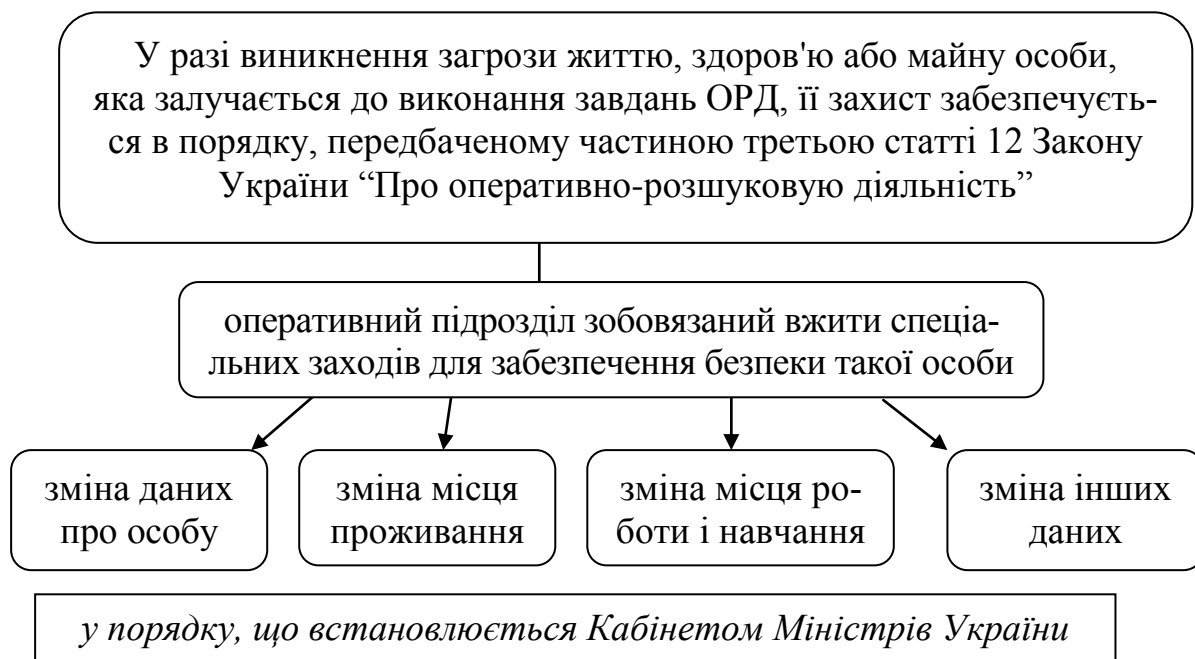 У разі виникнення загрози життю, здоров'ю або майну особи,
яка залучається до виконання завдань ОРД, її захист забезпечуєть-
ся в порядку, передбаченому частиною третьою статті 12 Закону
України “Про оперативно-розшуковую діяльність”
оперативний підрозділ зобовязаний вжити спеціа-
льних заходів для забезпечення безпеки такої особи
зміна даних
про особу
зміна місця
проживання
зміна місця ро-
боти і навчання
зміна інших
даних
у порядку, що встановлюється Кабінетом Міністрів України